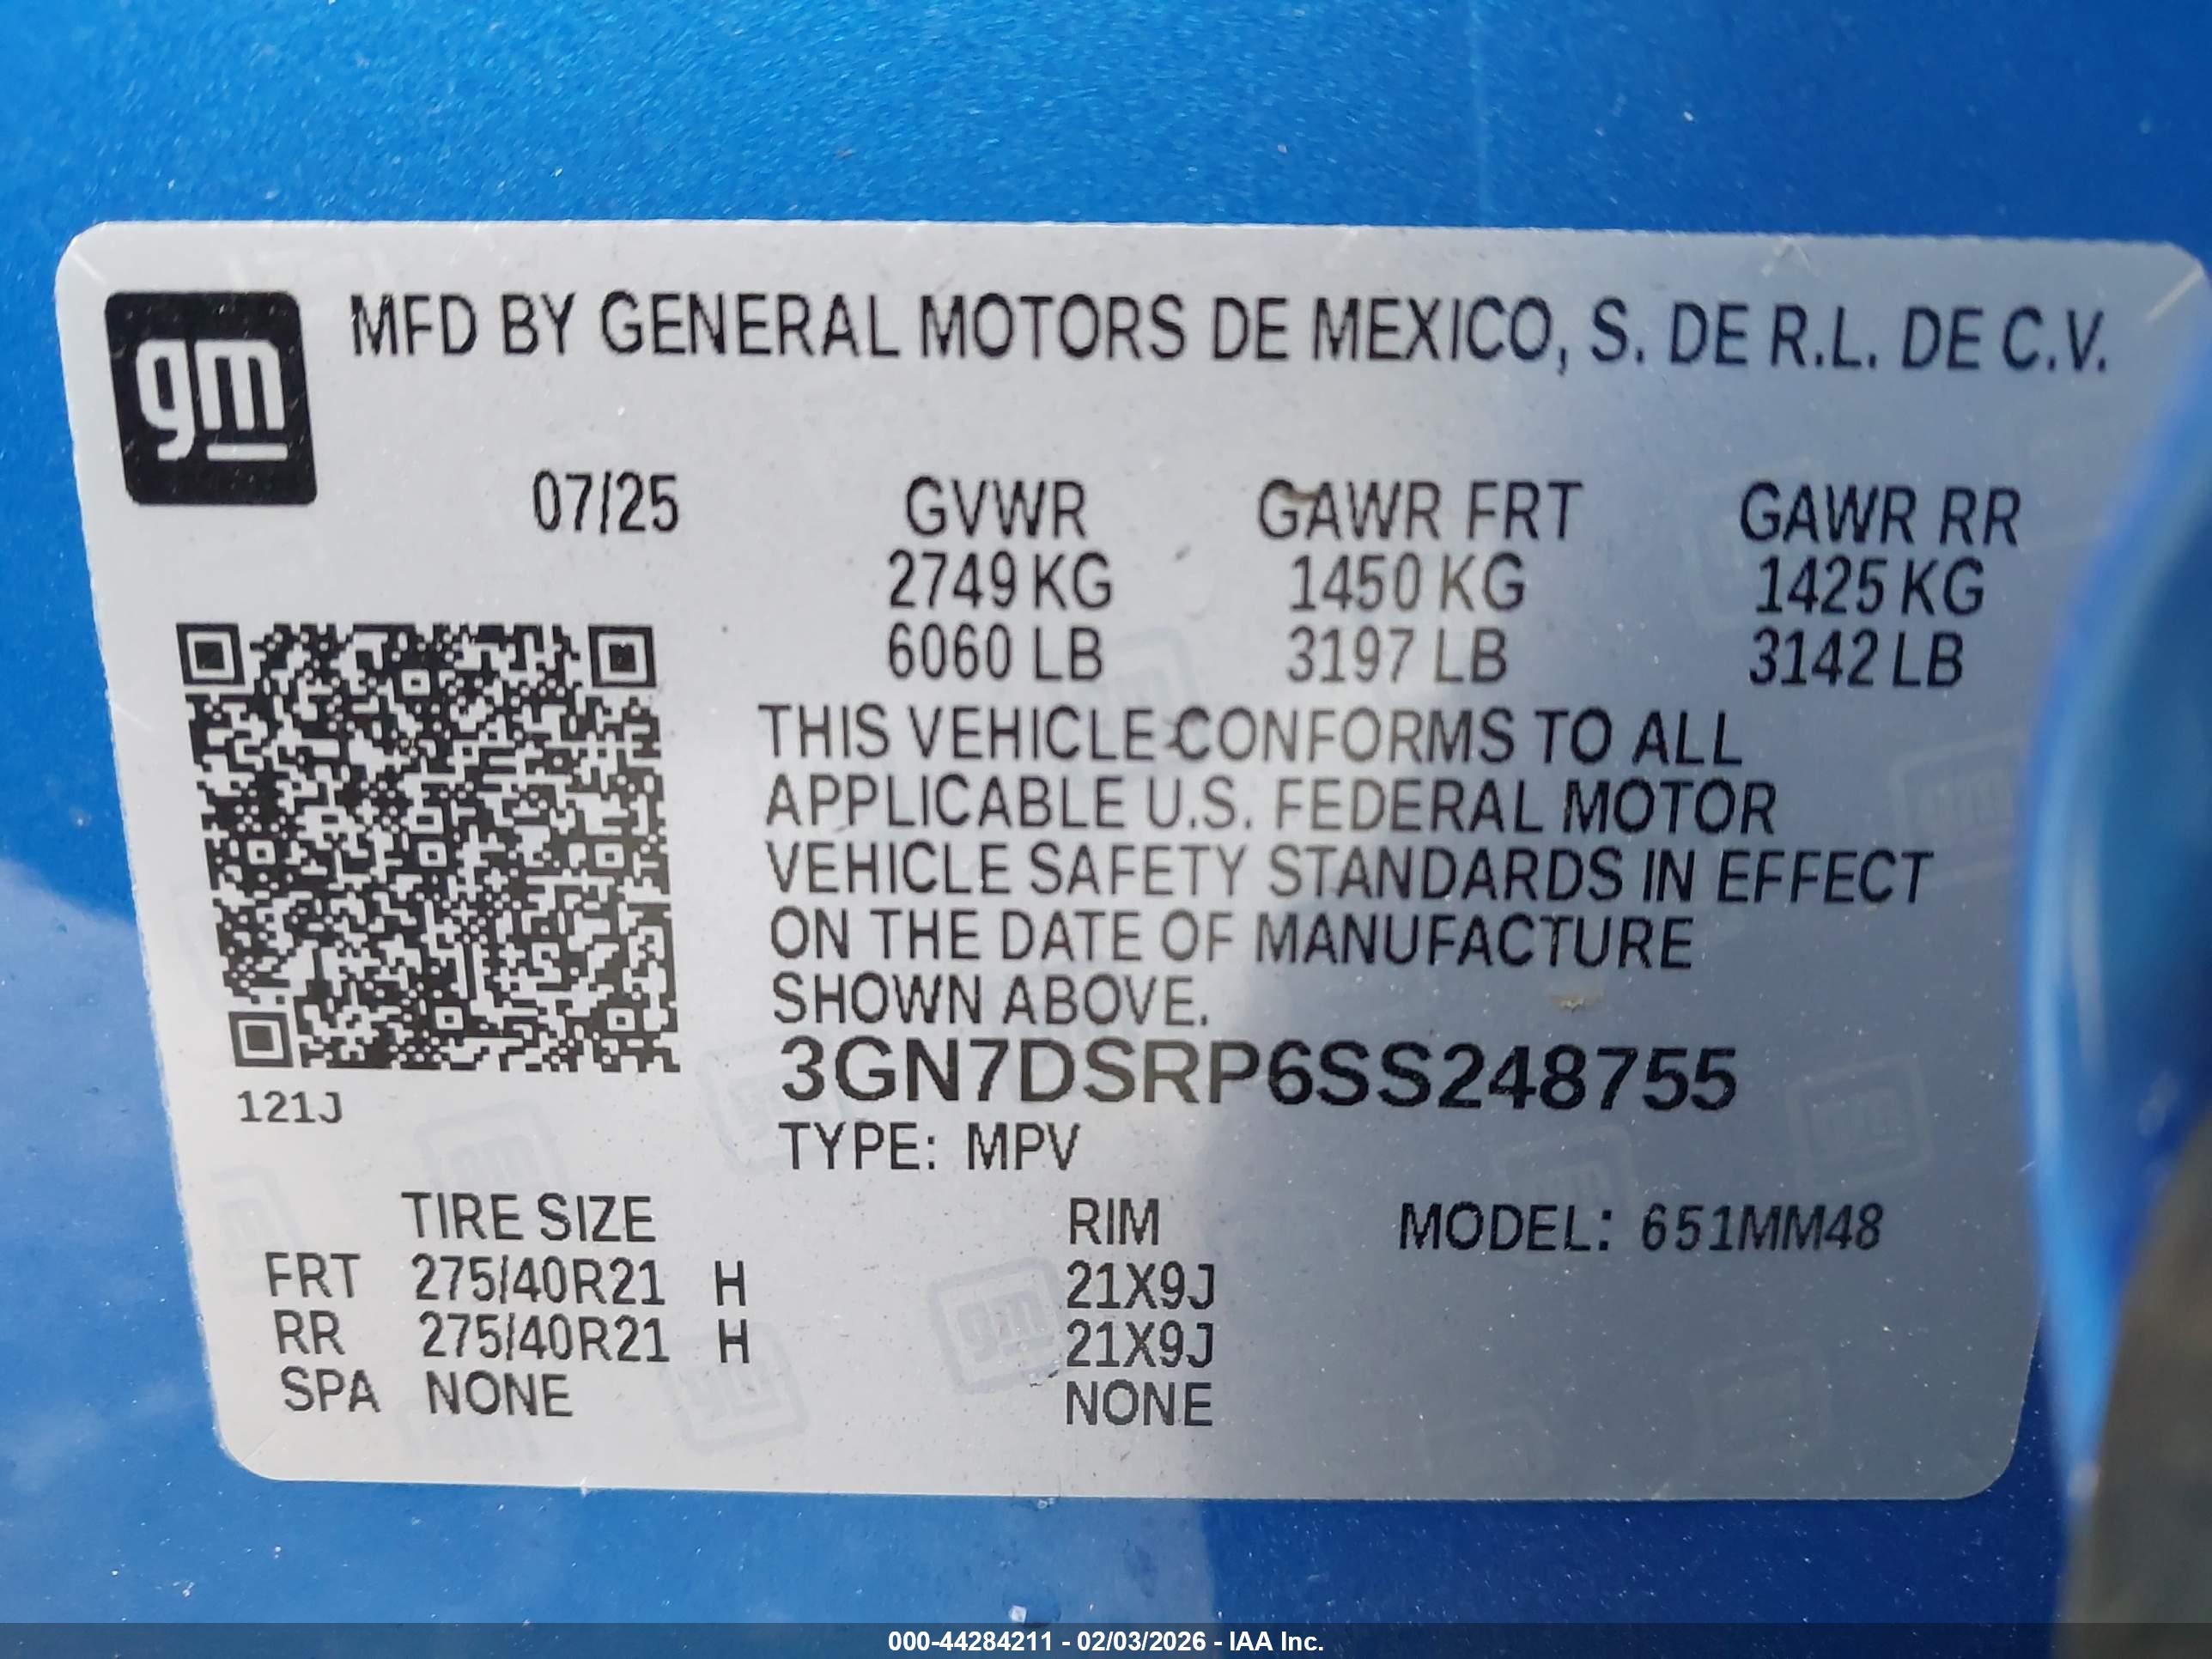 gm
MFD BY GENERAL MOTORS DE MEXICO, S. DE R.L. DE C.V.
07/25 GVWR GAWR FRT GAWR RR
2749 KG 1450 KG 1425 KG
6060 LB 3197 LB 3142 LB
THIS VEHICLE CONFORMS TO ALL
APPLICABLE U.S. FEDERAL MOTOR
VEHICLE SAFETY STANDARDS IN EFFECT
ON THE DATE OF MANUFACTURE
SHOWN ABOVE.
3GN7DSRP6SS248755
121J
TYPE: MPV
TIRE SIZE RIM MODEL: 651MM48
FRT 275/40R21 H 21X9J
RR 275/40R21 H 21X9J
SPA NONE NONE
000-44284211 - 02/03/2026 - IAA Inc.